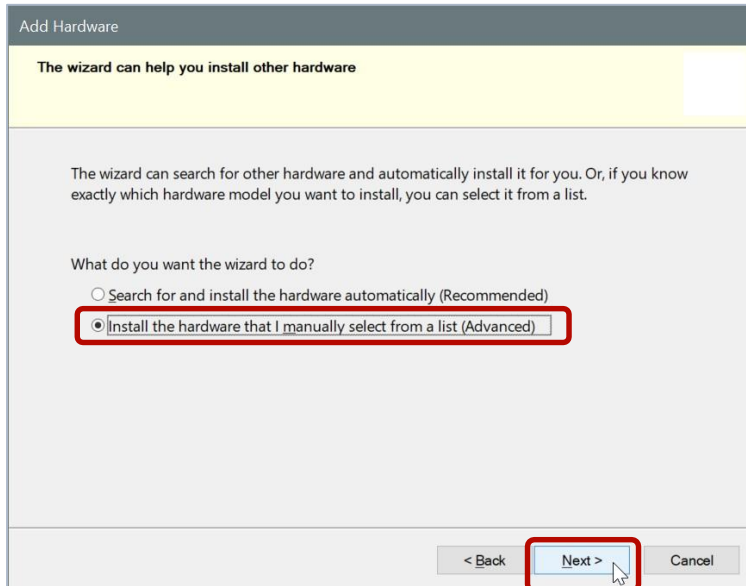 Add Hardware
The wizard can help you install other hardware
The wizard can search for other hardware and automatically install it for you. Or, if you know
exactly which hardware model you want to install, you can select it from a list.
What do you want the wizard to do?
Search for and install the hardware automatically (Recommended)
Install the hardware that I manually select from a list (Advanced)
< Back Next > Cancel